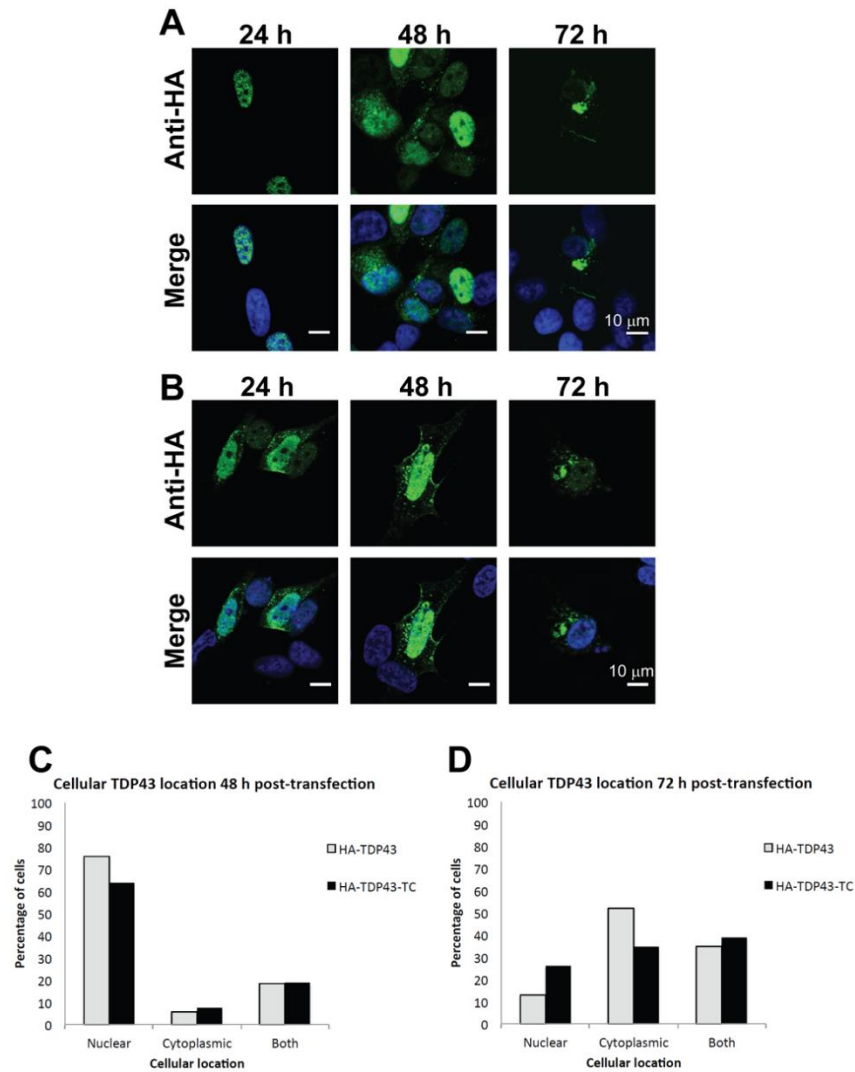 A
24 h 48 h 72 h
Anti-HA
Merge
10 μm
B
24 h 48 h 72 h
Anti-HA
Merge
10 μm
C
Cellular TDP43 location 48 h post-transfection
100
90
80
70
60
50
40
30
20
10
0
Percentage of cells
Nuclear Cytoplasmic Both
Cellular location
HA-TDP43
HA-TDP43-TC
D
Cellular TDP43 location 72 h post-transfection
100
90
80
70
60
50
40
30
20
10
0
Percentage of cells
Nuclear Cytoplasmic Both
Cellular location
HA-TDP43
HA-TDP43-TC